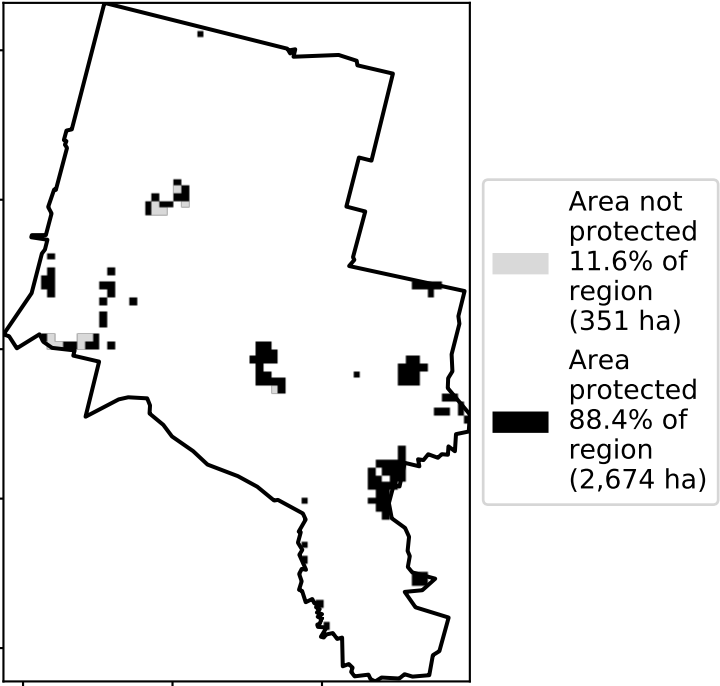 Area not
protected
11.6% of
region
(351 ha)
Area
protected
88.4% of
region
(2,674 ha)